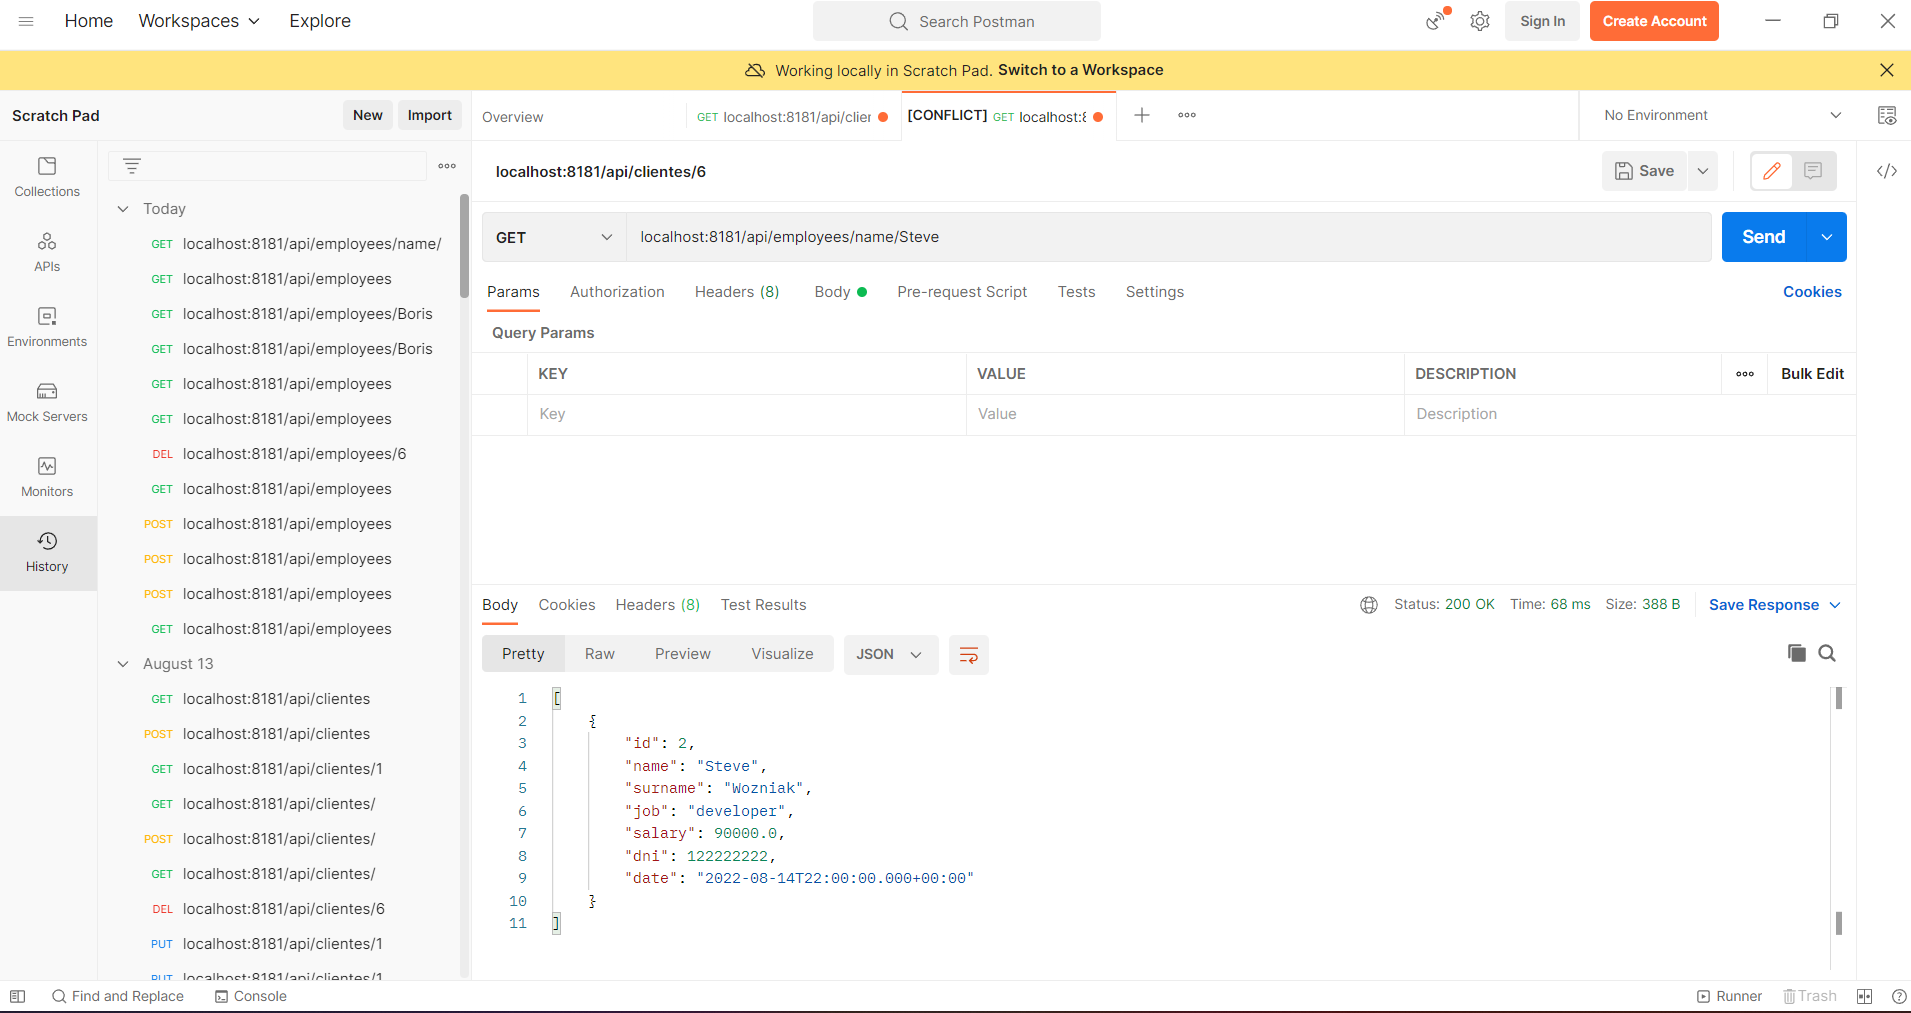 Home Workspaces Explore Search Postman Sign In Create Account
Working locally in Scratch Pad. Switch to a Workspace
Scratch Pad New Import
Overview GET localhost:8181/api/clier [CONFLICT] GET localhost:8 No Environment
Collections
APIs
Environments
Mock Servers
Monitors
History
Today
GET localhost:8181/api/employees/name/
GET localhost:8181/api/employees
GET localhost:8181/api/employees/Boris
GET localhost:8181/api/employees/Boris
GET localhost:8181/api/employees
GET localhost:8181/api/employees
DEL localhost:8181/api/employees/6
GET localhost:8181/api/employees
POST localhost:8181/api/employees
POST localhost:8181/api/employees
POST localhost:8181/api/employees
GET localhost:8181/api/employees
August 13
GET localhost:8181/api/clientes
POST localhost:8181/api/clientes
GET localhost:8181/api/clientes/1
GET localhost:8181/api/clientes/
POST localhost:8181/api/clientes/
GET localhost:8181/api/clientes/
DEL localhost:8181/api/clientes/6
PUT localhost:8181/api/clientes/1
PUT localhost:8181/api/clientes/1
localhost:8181/api/clientes/6 Save
GET localhost:8181/api/employees/name/Steve Send
Params Authorization Headers (8) Body Pre-request Script Tests Settings Cookies
Query Params
KEY VALUE DESCRIPTION Bulk Edit
Key Value Description
Body Cookies Headers (8) Test Results Status: 200 OK Time: 68 ms Size: 388 B Save Response
Pretty Raw Preview Visualize JSON
1 [
2 {
3 "id": 2,
4 "name": "Steve",
5 "surname": "Wozniak",
6 "job": "developer",
7 "salary": 90000.0,
8 "dni": 122222222,
9 "date": "2022-08-14T22:00:00.000+00:00"
10 }
11 ]
Find and Replace Console Runner Trash